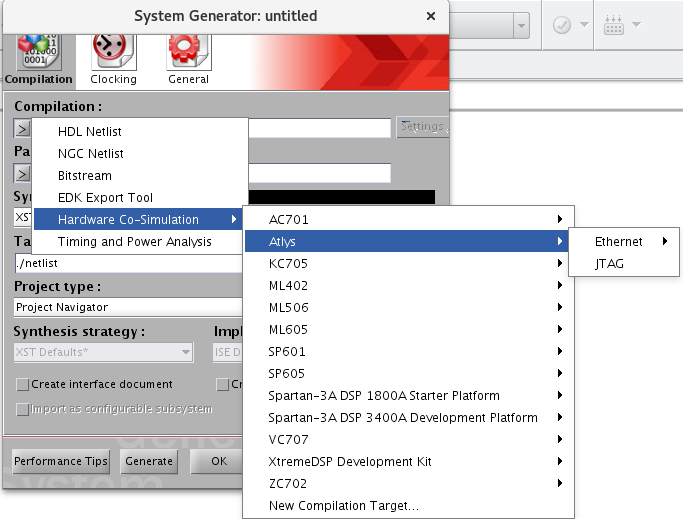 System Generator: untitled
Compilation Clocking General
Compilation :
> Settings...
HDL Netlist
NGC Netlist
Pa
>
Bitstream
EDK Export Tool
Sy
XS
Hardware Co-Simulation
Timing and Power Analysis
Ta
./netlist
Project type :
Project Navigator
Synthesis strategy : Impl
XST Defaults* ISE D
Create interface document Cr
Import as configurable subsystem
Performance Tips Generate OK
AC701
Atlys
KC705
ML402
ML506
ML605
SP601
SP605
Spartan-3A DSP 1800A Starter Platform
Spartan-3A DSP 3400A Development Platform
VC707
XtremeDSP Development Kit
ZC702
New Compilation Target...
Ethernet
JTAG